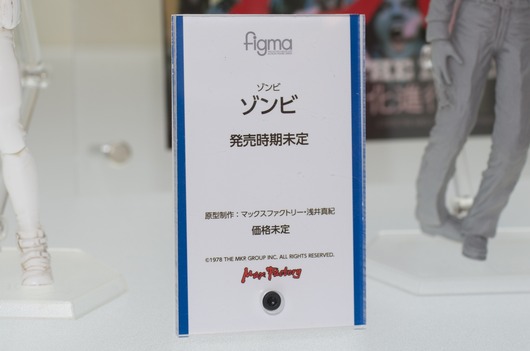 figma
ゾンビ
ゾンビ
発売時期未定
原型制作：マックスファクトリー・浅井真紀
価格未定
©1978 THE MKR GROUP INC. ALL RIGHTS RESERVED.
Max Factory